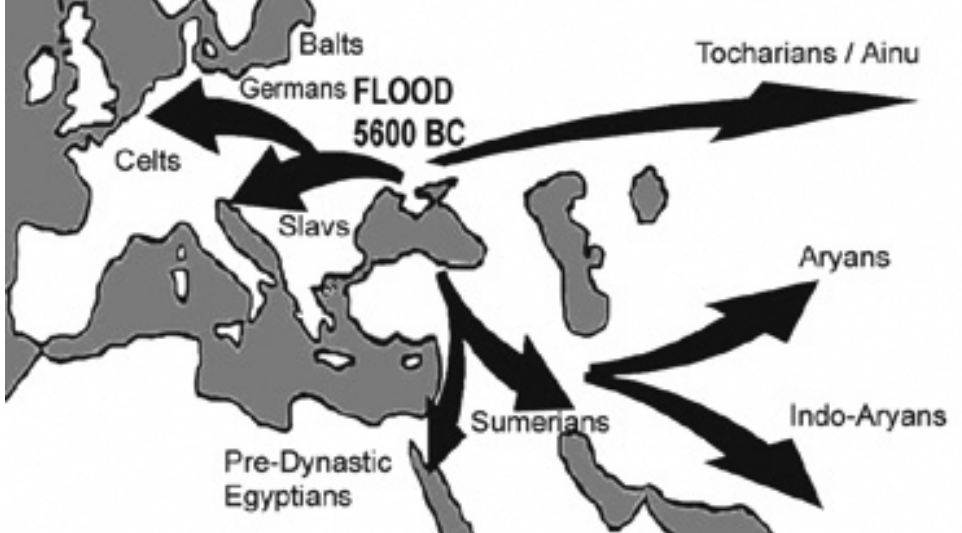 Balts
Tocharians / Ainu
Germans
FLOOD
5600 BC
Celts
Slavs
Aryans
Indo-Aryans
Sumerians
Pre-Dynastic
Egyptians